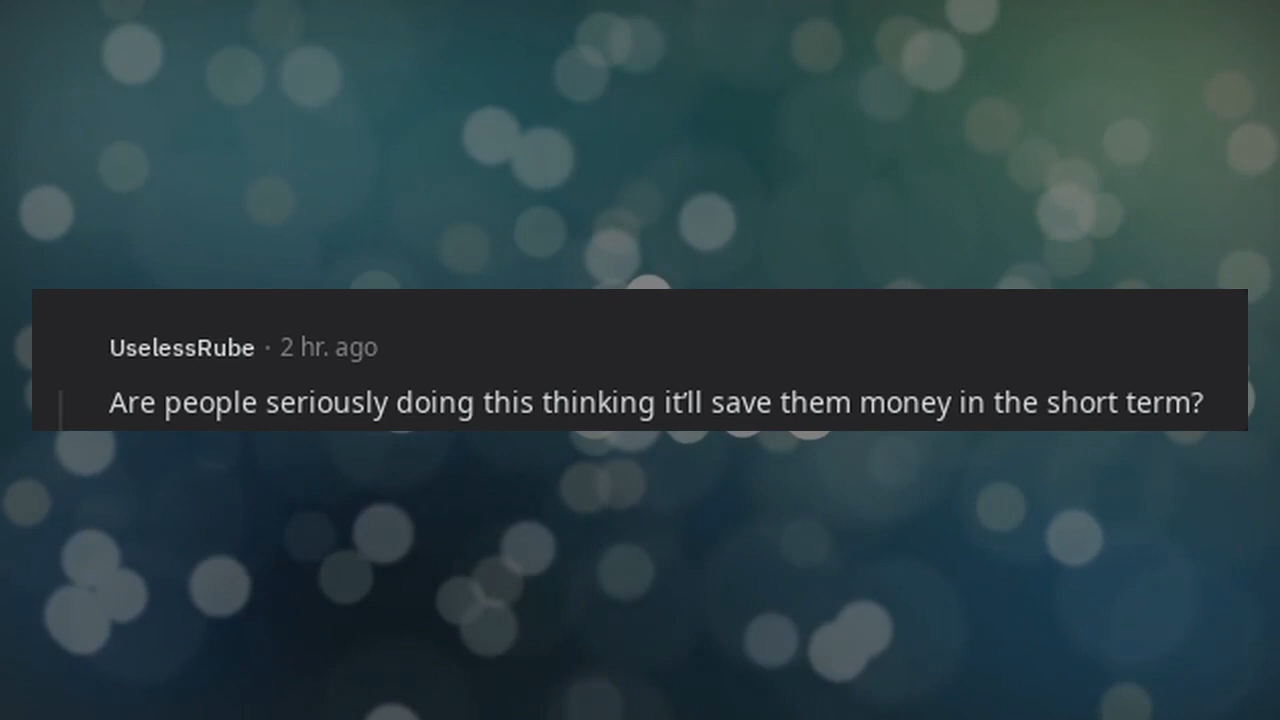 UselessRube · 2 hr. ago
Are people seriously doing this thinking it’ll save them money in the short term?